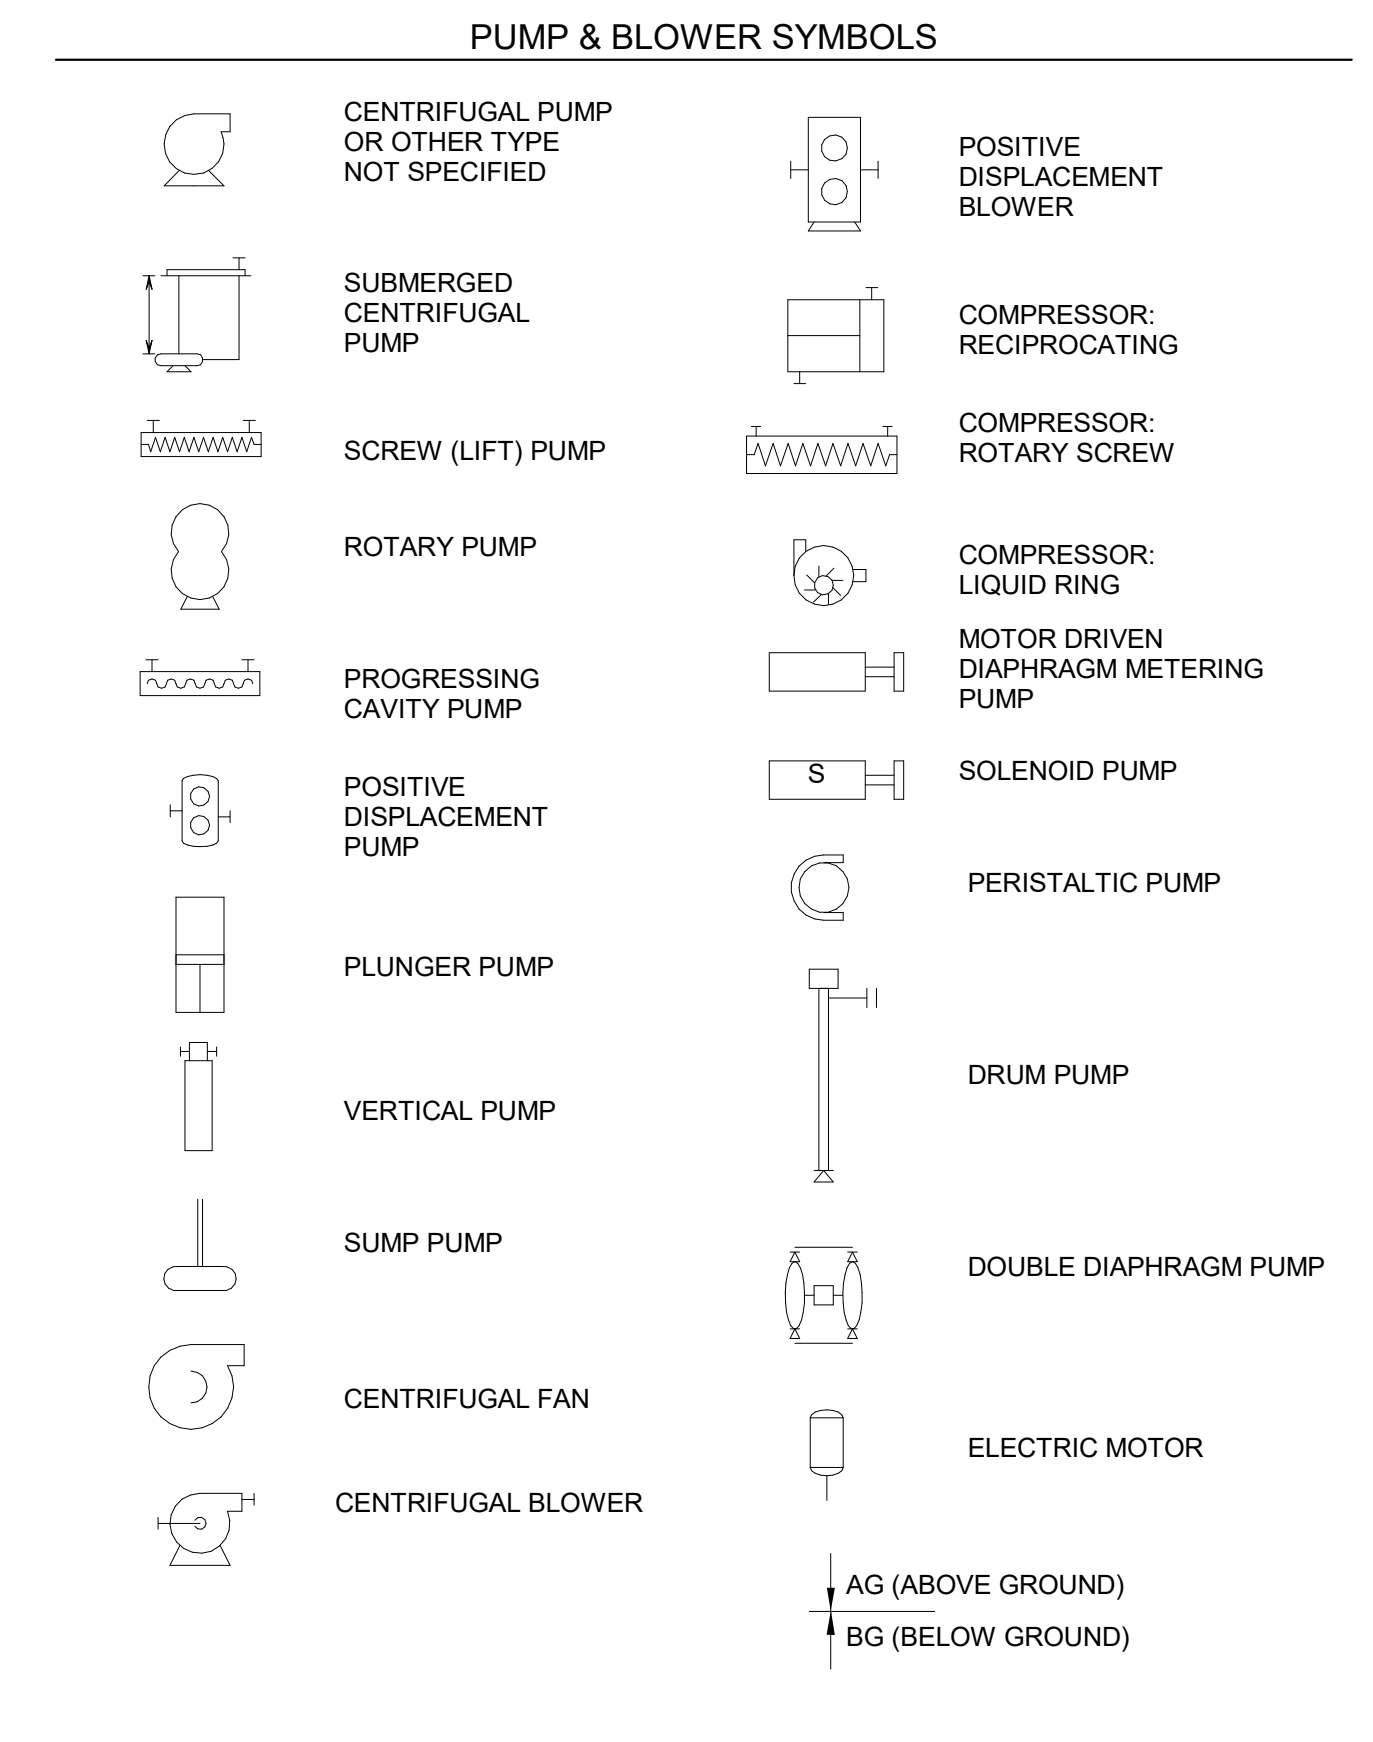 PUMP & BLOWER SYMBOLS
CENTRIFUGAL PUMP
OR OTHER TYPE
NOT SPECIFIED
SUBMERGED
CENTRIFUGAL
PUMP
SCREW (LIFT) PUMP
ROTARY PUMP
PROGRESSING
CAVITY PUMP
POSITIVE
DISPLACEMENT
PUMP
PLUNGER PUMP
VERTICAL PUMP
SUMP PUMP
CENTRIFUGAL FAN
CENTRIFUGAL BLOWER
POSITIVE
DISPLACEMENT
BLOWER
COMPRESSOR:
RECIPROCATING
COMPRESSOR:
ROTARY SCREW
COMPRESSOR:
LIQUID RING
MOTOR DRIVEN
DIAPHRAGM METERING
PUMP
S
SOLENOID PUMP
PERISTALTIC PUMP
DRUM PUMP
DOUBLE DIAPHRAGM PUMP
ELECTRIC MOTOR
AG (ABOVE GROUND)
BG (BELOW GROUND)